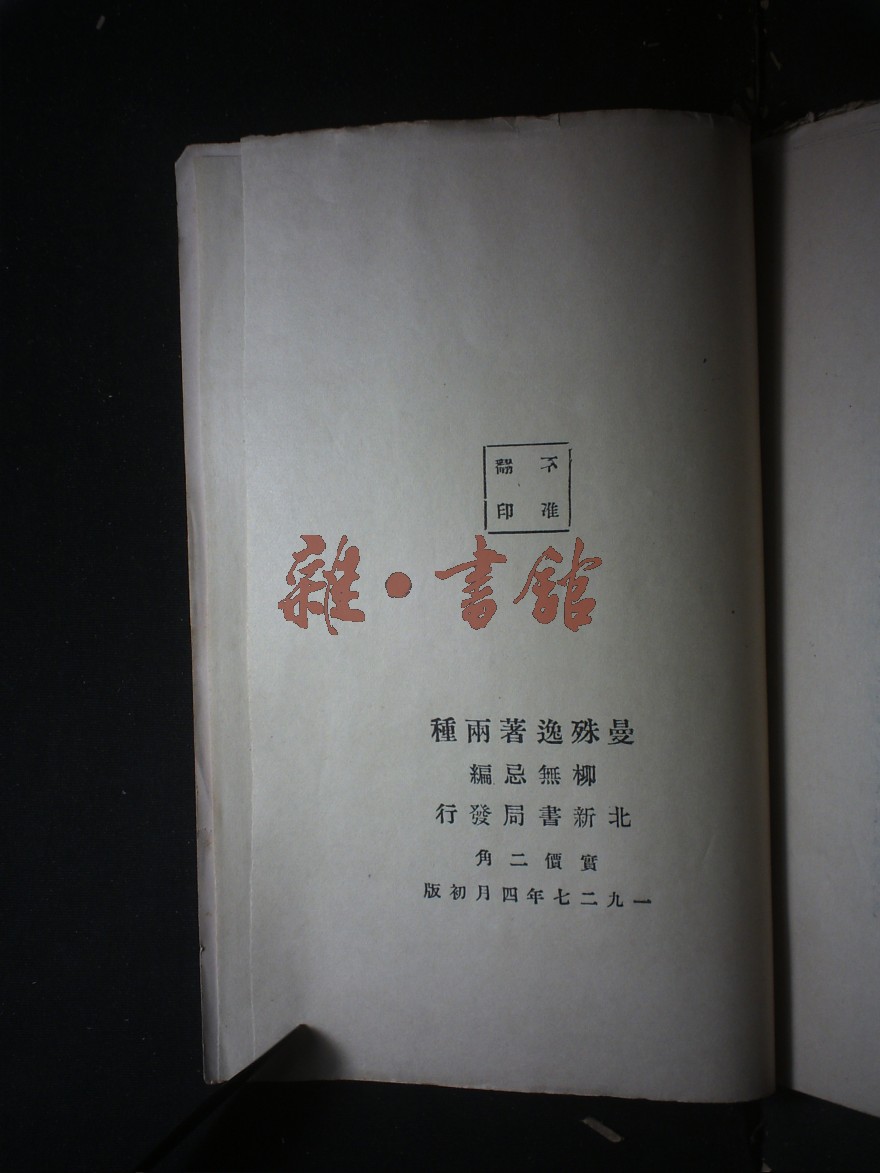 不准
翻印
雜·書館
曼殊逸著兩種
柳無忌編
北新書局發行
實價二角
一九二七年四月初版